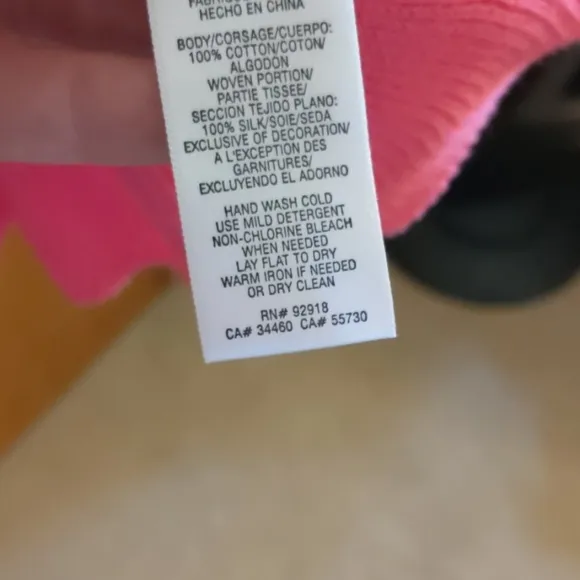 HECHO EN CHINA
BODY/CORSAGE/CUERPO:
100% COTTON/COTON/
ALGODÓN
WOVEN PORTION/
PARTIE TISSEE/
SECCION TEJIDO PLANO:
100% SILK/SOIE/SEDA
EXCLUSIVE OF DECORATION/
A L'EXCEPTION DES
GARNITURES/
EXCLUYENDO EL ADORNO
HAND WASH COLD
USE MILD DETERGENT
NON-CHLORINE BLEACH
WHEN NEEDED
LAY FLAT TO DRY
WARM IRON IF NEEDED
OR DRY CLEAN
RN# 92918
CA# 34460 CA# 55730